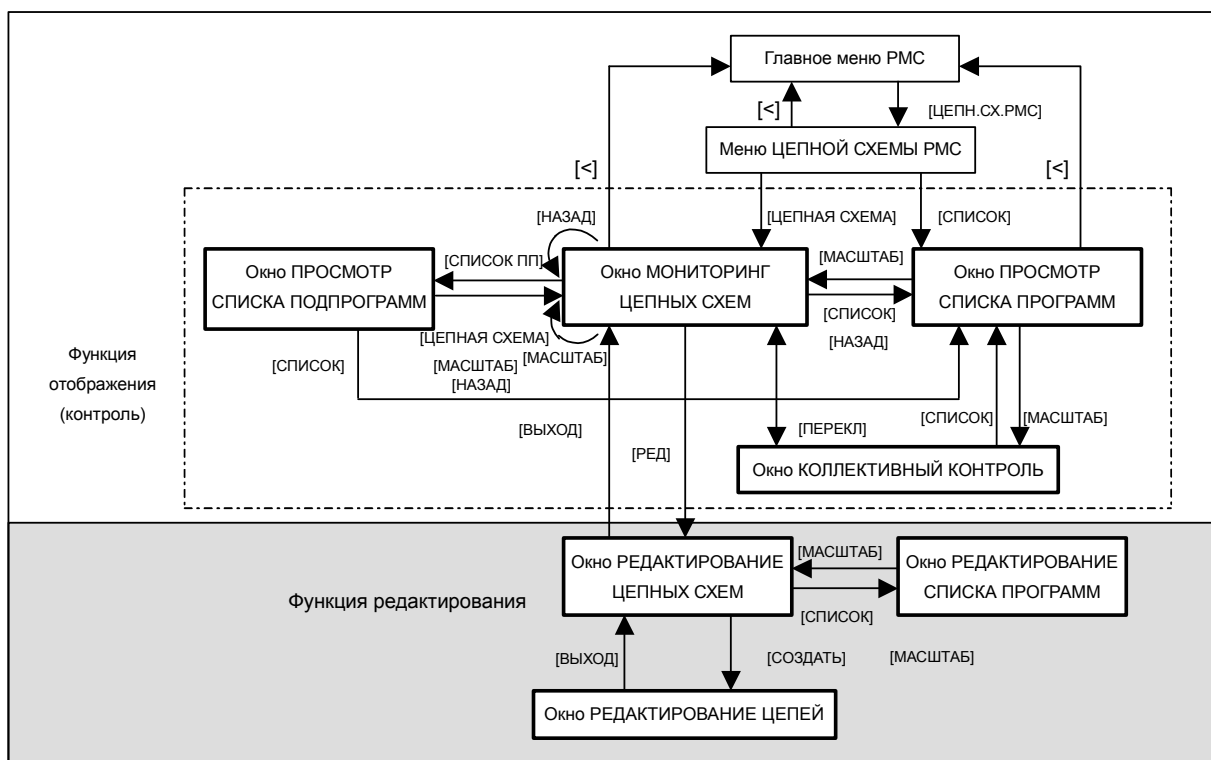 Главное меню PMC
[<]
[ЦЕПН.СХ.PMC]
Меню ЦЕПНОЙ СХЕМЫ PMC
[<]
[<]
[НАЗАД]
[ЦЕПНАЯ СХЕМА]
[СПИСОК]
Окно ПРОСМОТР
СПИСКА ПОДПРОГРАММ
[СПИСОК ПП]
Окно МОНИТОРИНГ
ЦЕПНЫХ СХЕМ
[МАСШТАБ]
Окно ПРОСМОТР
СПИСКА ПРОГРАММ
[СПИСОК]
[НАЗАД]
[ЦЕПНАЯ СХЕМА]
[МАСШТАБ]
[СПИСОК]
[МАСШТАБ]
[НАЗАД]
Функция
отображения
(контроль)
[ВЫХОД]
[РЕД]
[ПЕРЕКЛ]
[СПИСОК]
[МАСШТАБ]
Окно КОЛЛЕКТИВНЫЙ КОНТРОЛЬ
Функция редактирования
Окно РЕДАКТИРОВАНИЕ
ЦЕПНЫХ СХЕМ
[МАСШТАБ]
Окно РЕДАКТИРОВАНИЕ
СПИСКА ПРОГРАММ
[СПИСОК]
[ВЫХОД]
[СОЗДАТЬ]
[МАСШТАБ]
Окно РЕДАКТИРОВАНИЕ ЦЕПЕЙ